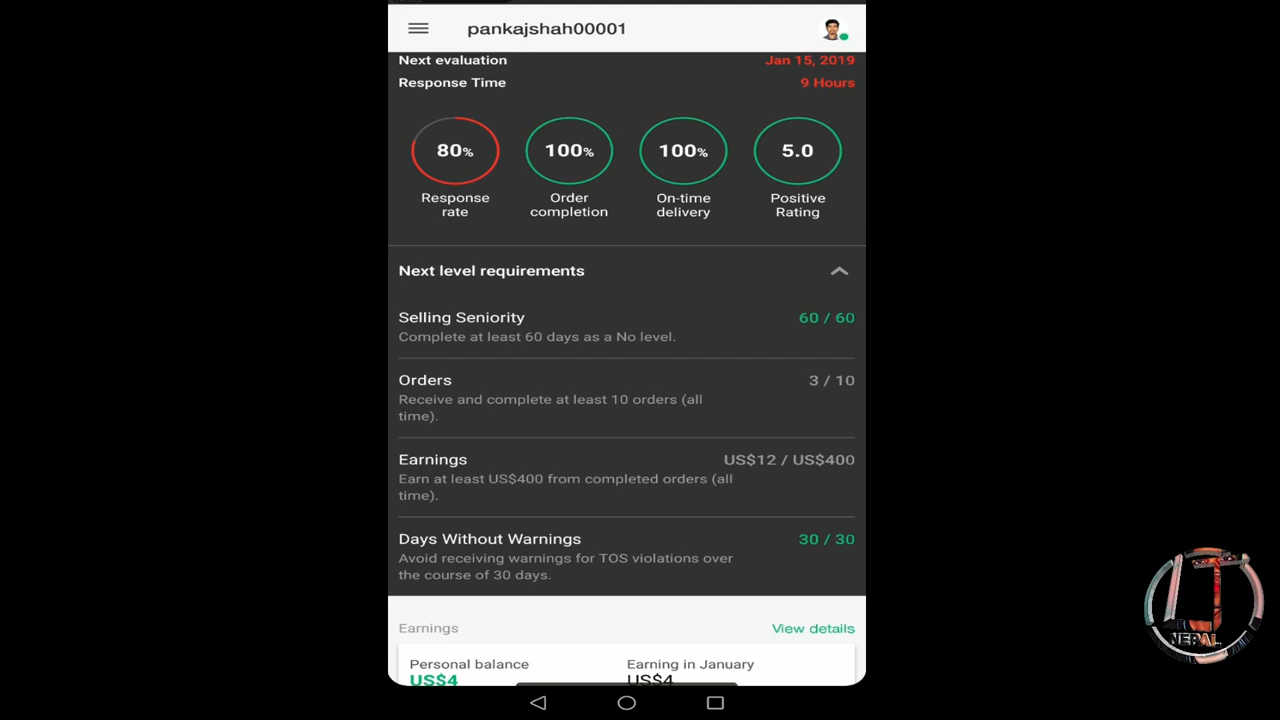 pankajshah00001
Next evaluation Jan 15, 2019
Response Time 9 Hours
80% 100% 100% 5.0
Response Order On-time Positive
rate completion delivery Rating
Next level requirements
Selling Seniority 60 / 60
Complete at least 60 days as a No level.
Orders 3 / 10
Receive and complete at least 10 orders (all
time).
Earnings US$12 / US$400
Earn at least US$400 from completed orders (all
time).
Days Without Warnings 30 / 30
Avoid receiving warnings for TOS violations over
the course of 30 days.
Earnings View details
Personal balance Earning in January
US$4 US$4
NEPAL